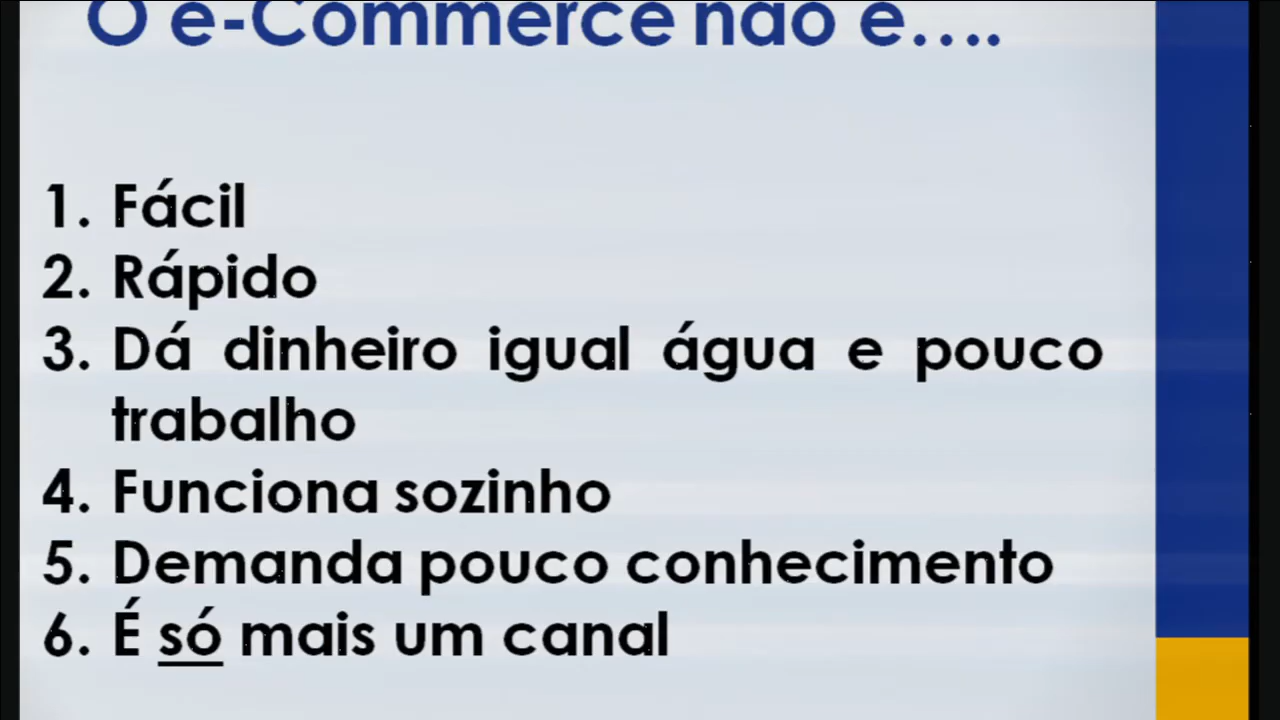 O e-Commerce não é....
1. Fácil
2. Rápido
3. Dá dinheiro igual água e pouco
trabalho
4. Funciona sozinho
5. Demanda pouco conhecimento
6. É só mais um canal